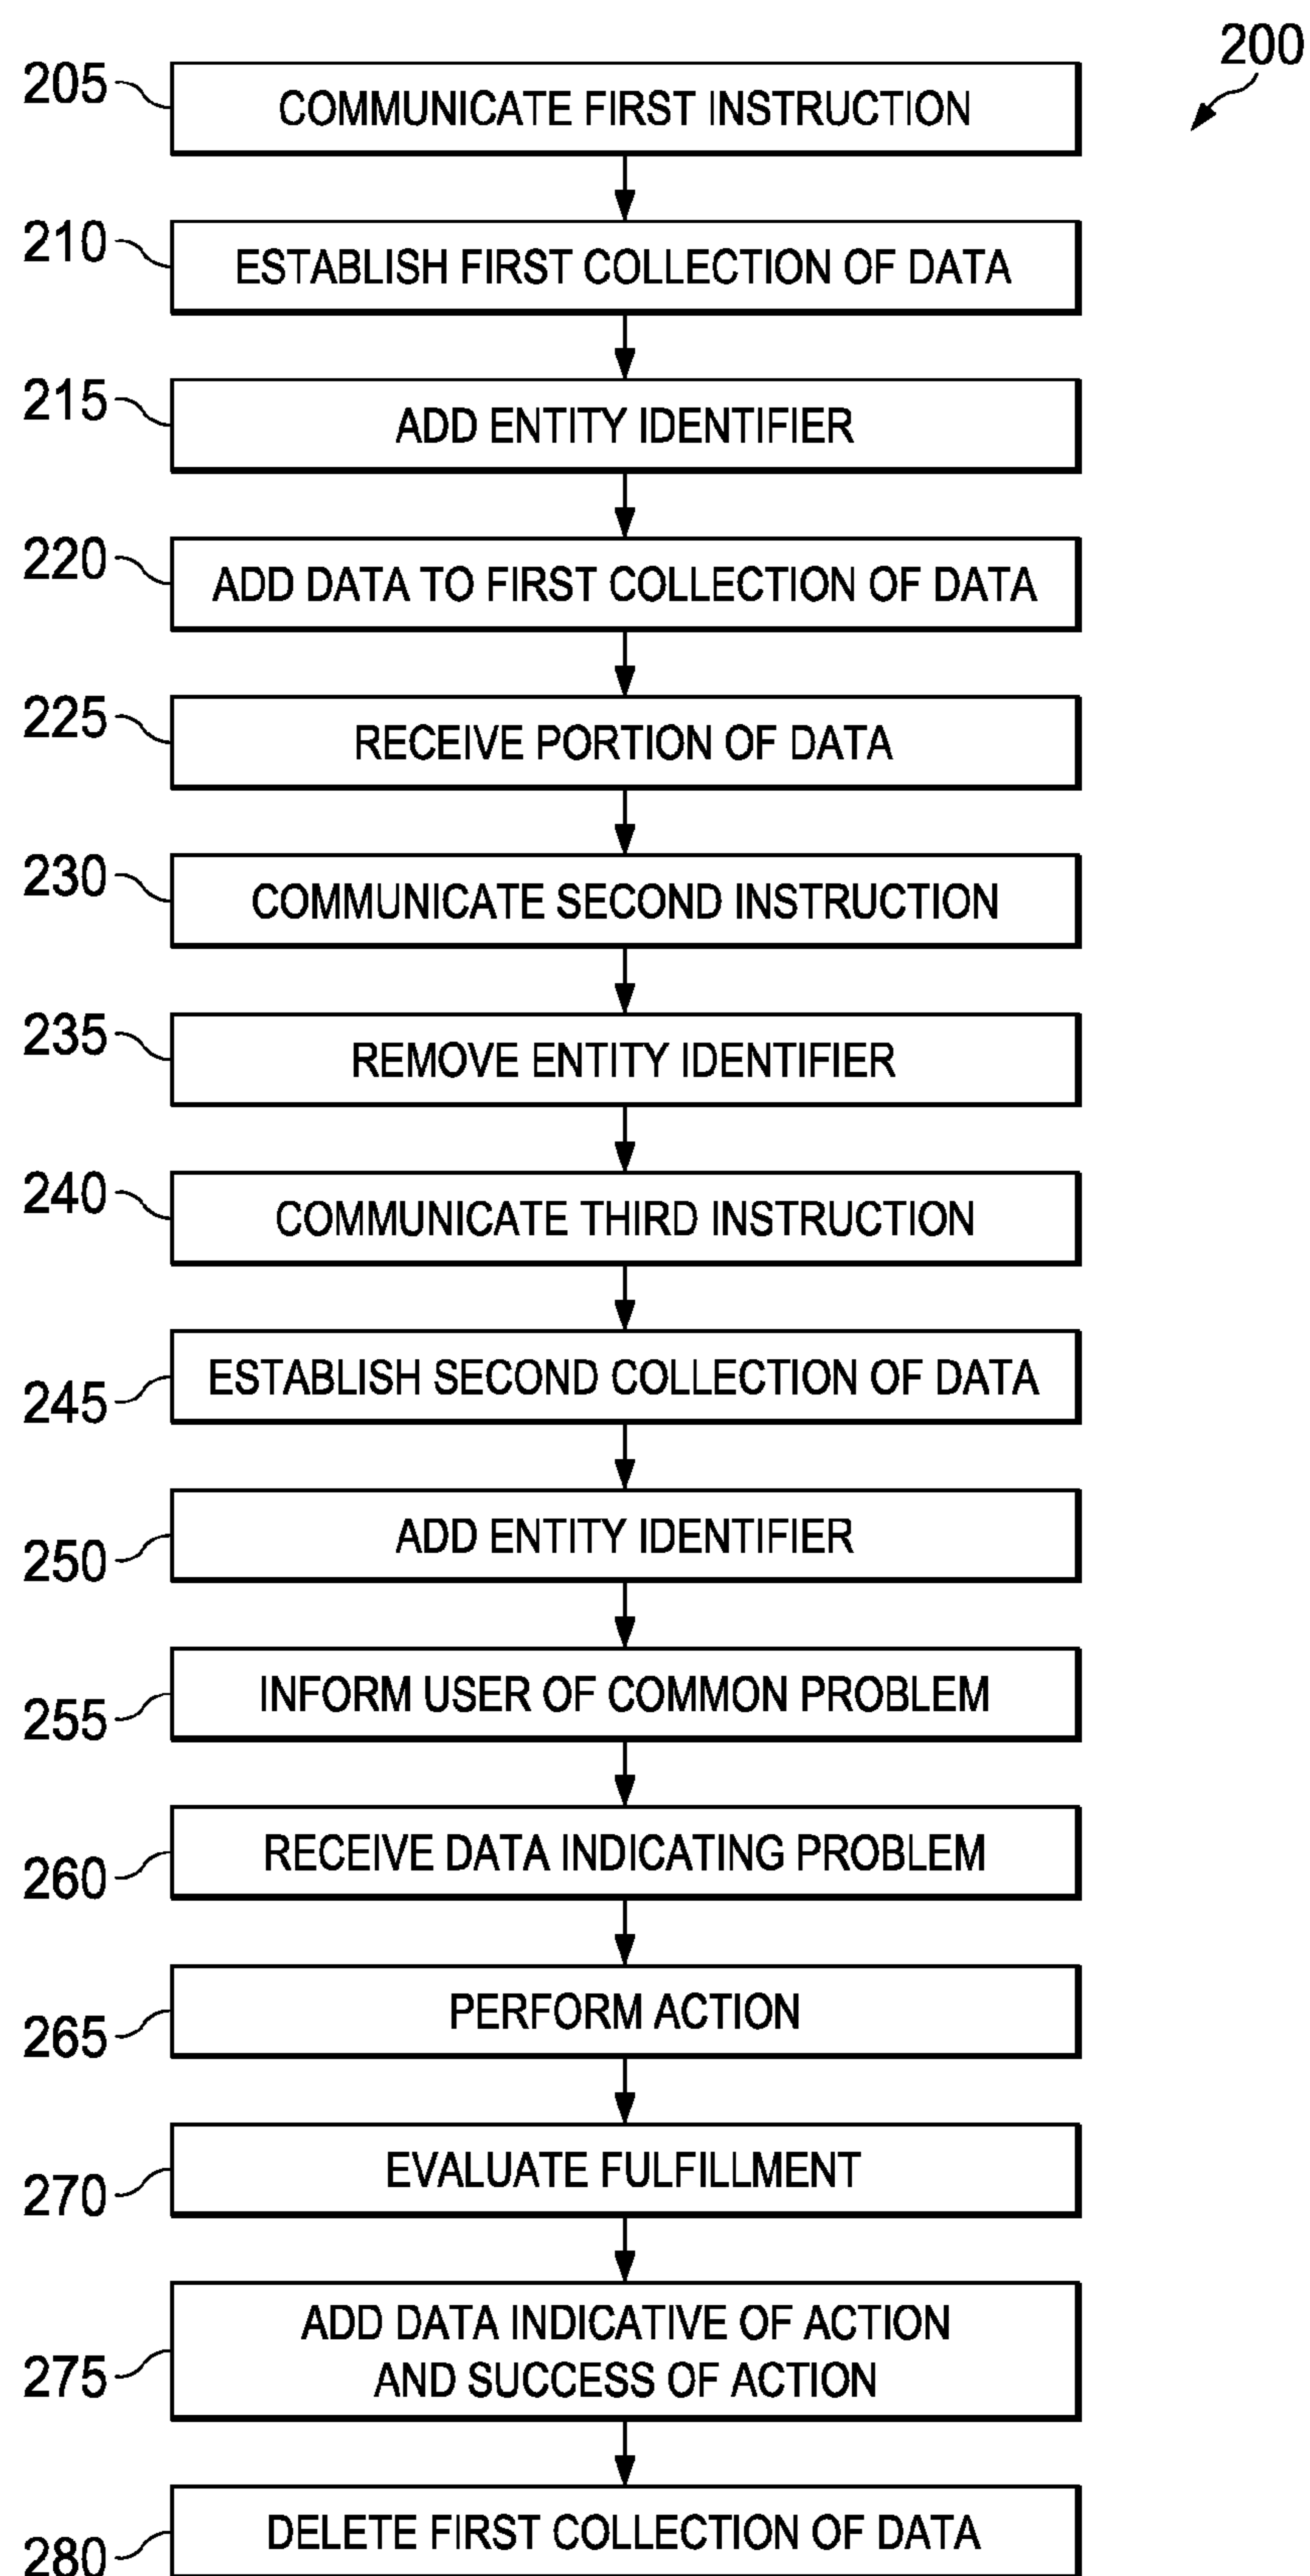 200
205
COMMUNICATE FIRST INSTRUCTION
210
ESTABLISH FIRST COLLECTION OF DATA
215
ADD ENTITY IDENTIFIER
220
ADD DATA TO FIRST COLLECTION OF DATA
225
RECEIVE PORTION OF DATA
230
COMMUNICATE SECOND INSTRUCTION
235
REMOVE ENTITY IDENTIFIER
240
COMMUNICATE THIRD INSTRUCTION
245
ESTABLISH SECOND COLLECTION OF DATA
250
ADD ENTITY IDENTIFIER
255
INFORM USER OF COMMON PROBLEM
260
RECEIVE DATA INDICATING PROBLEM
265
PERFORM ACTION
270
EVALUATE FULFILLMENT
275
ADD DATA INDICATIVE OF ACTION
AND SUCCESS OF ACTION
280
DELETE FIRST COLLECTION OF DATA